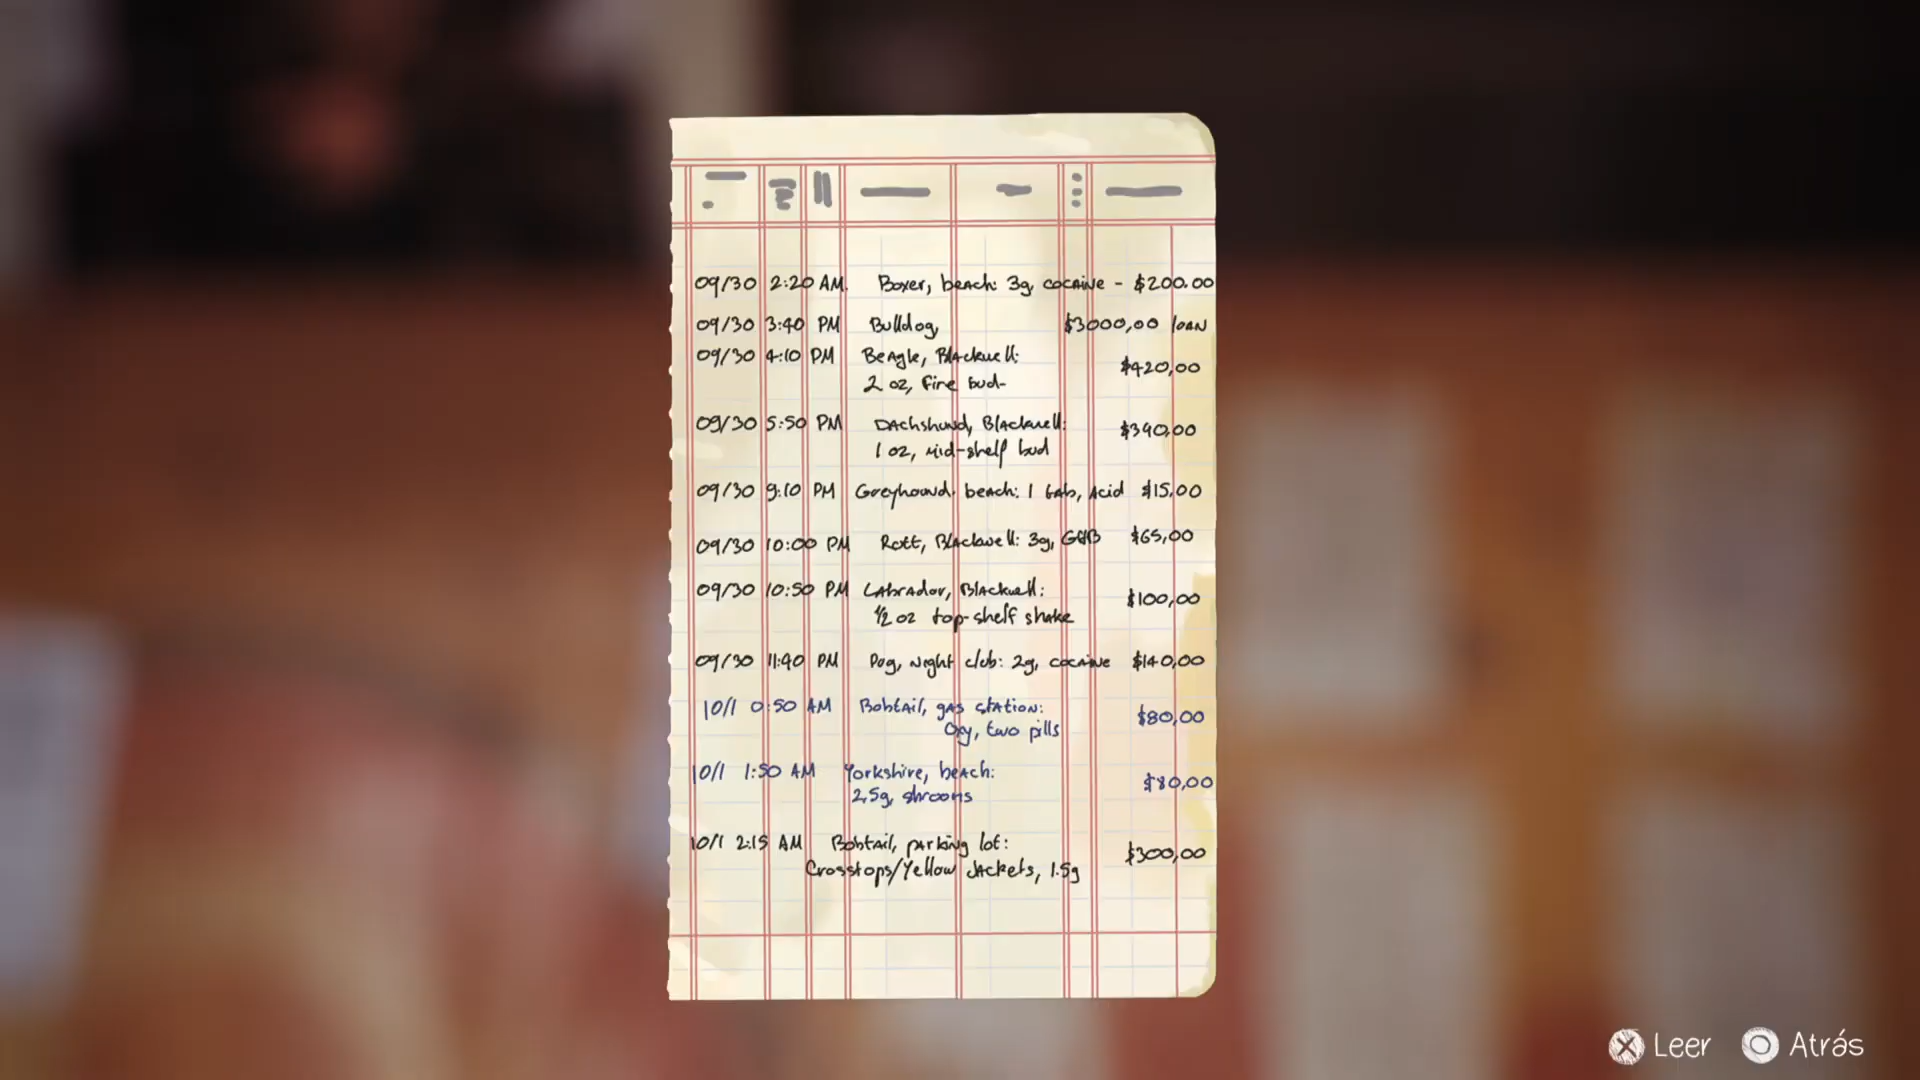 09/30 2:20 AM. Boxer, beach: 3g, cocaine - $200.00
09/30 3:40 PM Bulldog, $3000,00 loan
09/30 4:10 PM Beagle, Blackwell:
2 oz, fire bud- $420,00
09/30 5:50 PM Dachshund, Blackwell: $340,00
1 oz, mid-shelf bud
09/30 9:10 PM Greyhound, beach: 1 tab, acid $15,00
09/30 10:00 PM Rott, Blackwell: 30g, GHB $65,00
09/30 10:50 PM Labrador, Blackwell: $100,00
1/2 oz top-shelf shake
09/30 11:40 PM Pog, night club: 2g, cocaine $140,00
10/1 0:50 AM Bobtail, gas station: $80,00
Oxy, two pills
10/1 1:50 AM Yorkshire, beach: $80,00
2,5g, shrooms
10/1 2:15 AM Bobtail, parking lot: $300,00
Crosstops/Yellow Jackets, 1.5g
Leer Atrás